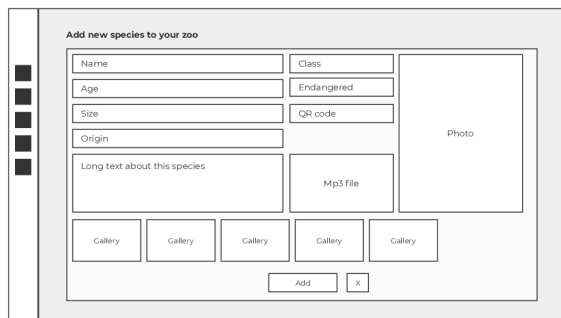 Add new species to your zoo
Name
Class
Age
Endangered
Size
QR code
Origin
Photo
Long text about this species
Mp3 file
Gallery
Gallery
Gallery
Gallery
Gallery
Add
X